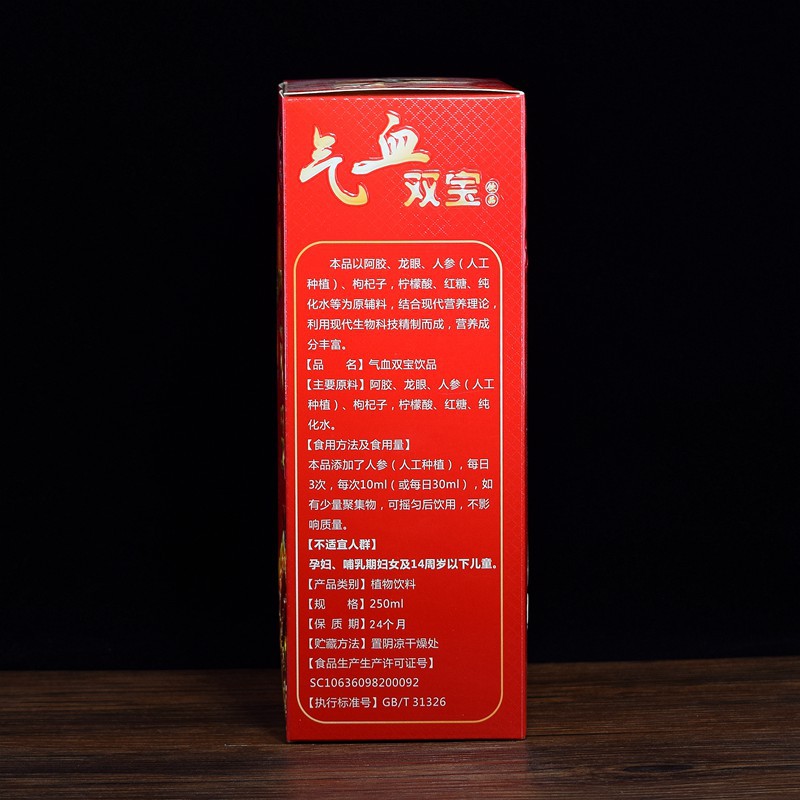 气血
双宝饮品
本品以阿胶、龙眼、人参（人工
种植）、枸杞子，柠檬酸、红糖、纯
化水等为原辅料，结合现代营养理论，
利用现代生物科技精制而成，营养成
分丰富。
【品　　名】气血双宝饮品
【主要原料】阿胶、龙眼、人参（人工
种植）、枸杞子，柠檬酸、红糖、纯
化水。
【食用方法及食用量】
本品添加了人参（人工种植），每日
3次，每次10ml（或每日30ml），如
有少量聚集物，可摇匀后饮用，不影
响质量。
【不适宜人群】
孕妇、哺乳期妇女及14周岁以下儿童。
【产品类别】植物饮料
【规　　格】250ml
【保 质 期】24个月
【贮藏方法】置阴凉干燥处
【食品生产生产许可证号】
SC10636098200092
【执行标准号】GB/T 31326